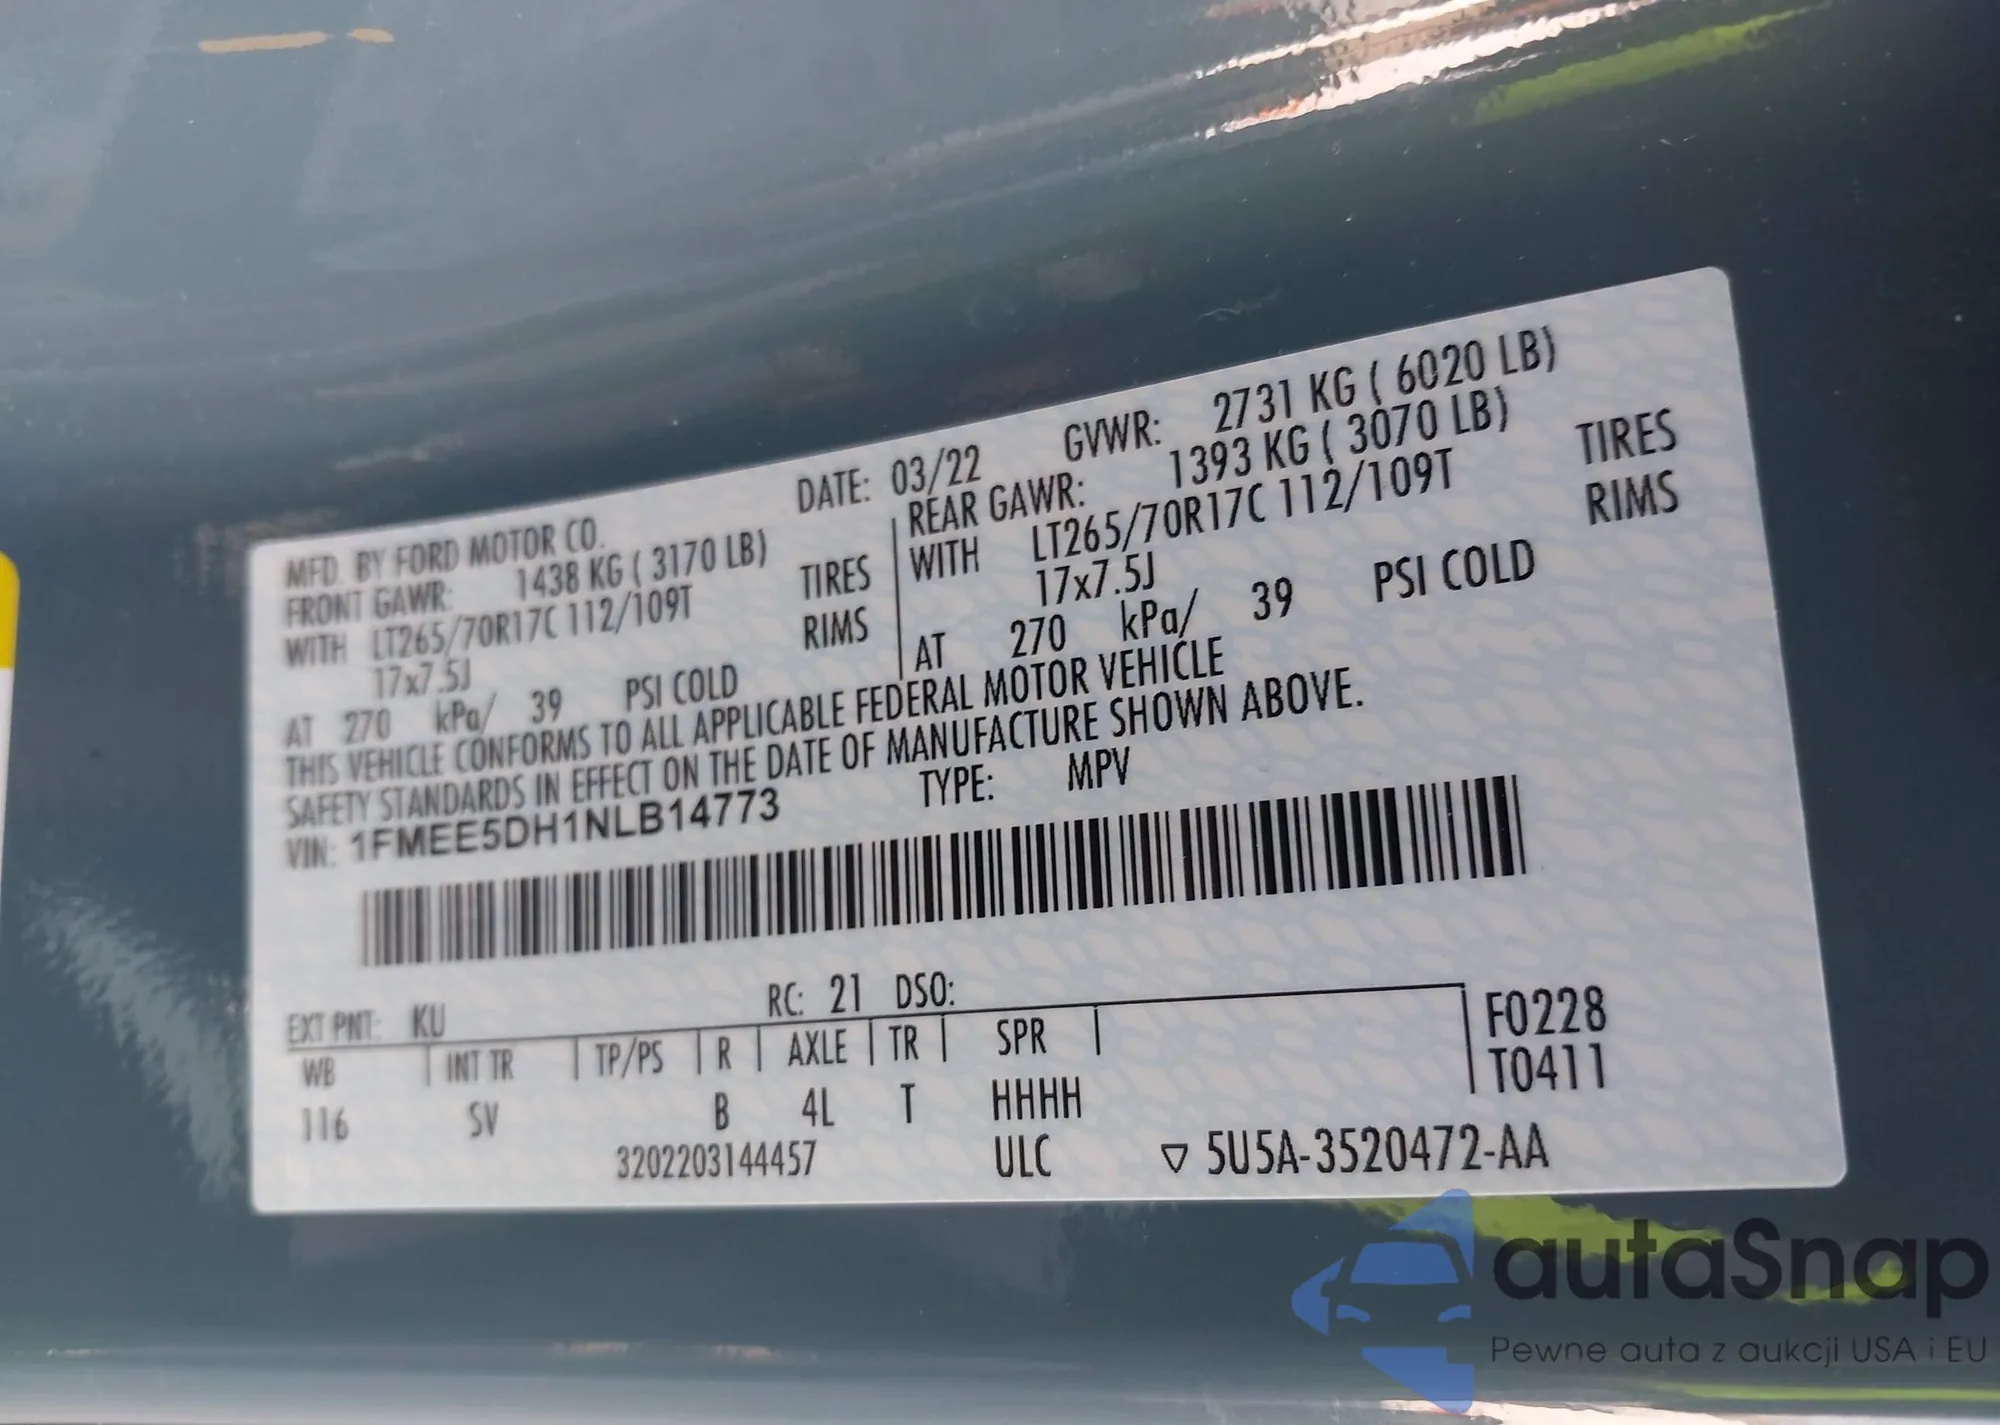 MFD. BY FORD MOTOR CO. DATE: 03/22 GVWR: 2731 KG ( 6020 LB)
FRONT GAWR: 1438 KG ( 3170 LB)
WITH LT265/70R17C 112/109T TIRES
17x7.5J RIMS
AT 270 kPa/ 39 PSI COLD
REAR GAWR: 1393 KG ( 3070 LB)
WITH LT265/70R17C 112/109T TIRES
17x7.5J RIMS
AT 270 kPa/ 39 PSI COLD
THIS VEHICLE CONFORMS TO ALL APPLICABLE FEDERAL MOTOR VEHICLE
SAFETY STANDARDS IN EFFECT ON THE DATE OF MANUFACTURE SHOWN ABOVE.
VIN: 1FMEE5DH1NLB14773 TYPE: MPV
EXT PNT: KU RC: 21 DSO:
WB INT TR TP/PS R AXLE TR SPR F0228
116 SV B 4L T HHHH T0411
3202203144457 ULC ▽ 5U5A-3520472-AA
autaSnap
Pewne auta z aukcji USA i EU